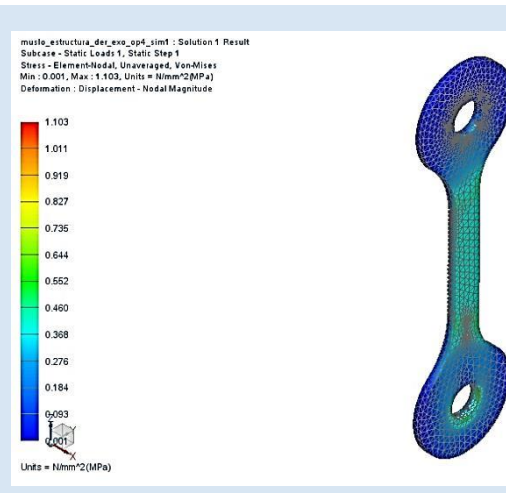 muslo_estructura_der_exo_op4_sim1 : Solution 1 Result
Subcase - Static Loads 1, Static Step 1
Stress - Element-Nodal, Unaveraged, Von-Mises
Min : 0.001, Max : 1.103, Units = N/mm^2(MPa)
Deformation : Displacement - Nodal Magnitude
1.103
1.011
0.919
0.827
0.735
0.644
0.552
0.460
0.368
0.276
0.184
0.093
0.001
X
Units = N/mm^2(MPa)